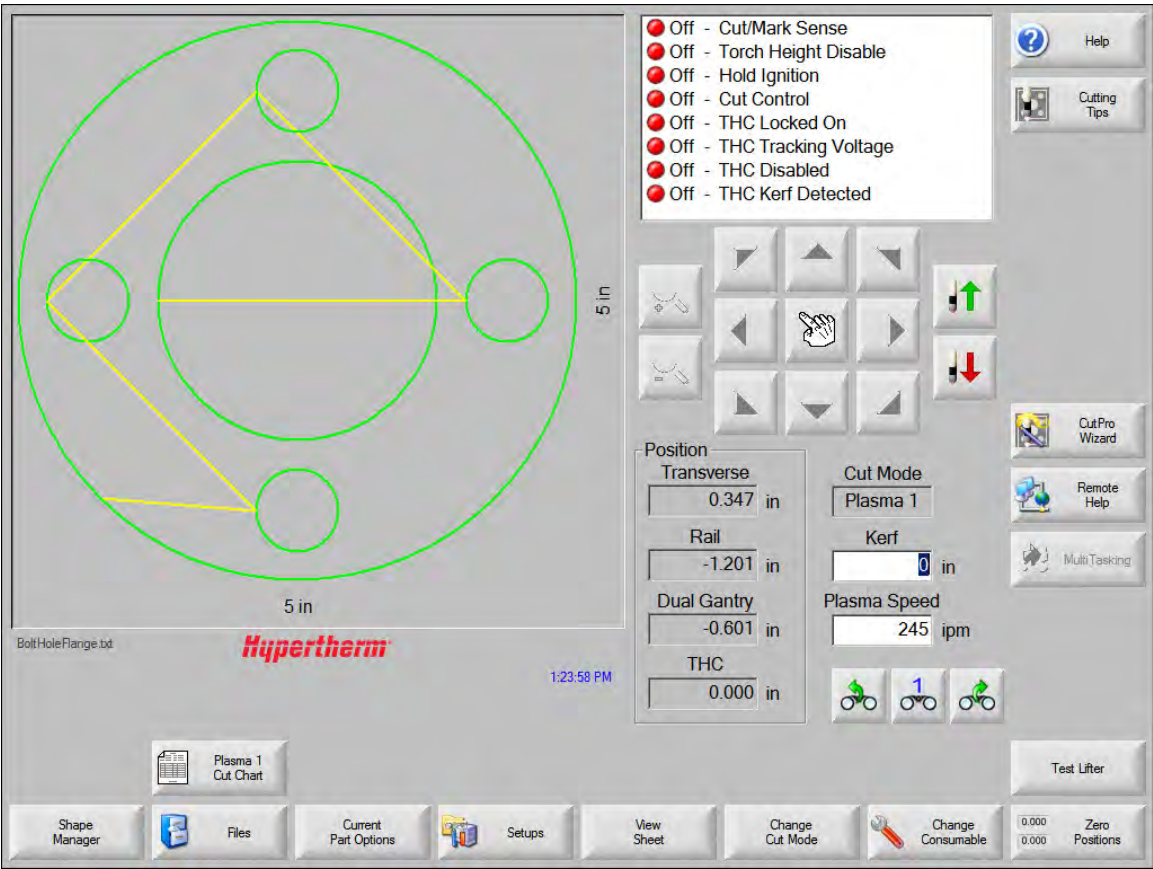 Off - Cut/Mark Sense
Off - Torch Height Disable
Off - Hold Ignition
Off - Cut Control
Off - THC Locked On
Off - THC Tracking Voltage
Off - THC Disabled
Off - THC Kerf Detected
Help
Cutting
Tips
5 in
5 in
BoltHoleFlange.txt
Hypertherm
1:23:58 PM
Position
Transverse
0.347 in
Rail
-1.201 in
Dual Gantry
-0.601 in
THC
0.000 in
Cut Mode
Plasma 1
Kerf
0 in
Plasma Speed
245 ipm
1
CutPro
Wizard
Remote
Help
MultiTasking
Plasma 1
Cut Chart
Test Lifter
Shape
Manager
Files
Current
Part Options
Setups
View
Sheet
Change
Cut Mode
Change
Consumable
0.000
0.000
Zero
Positions